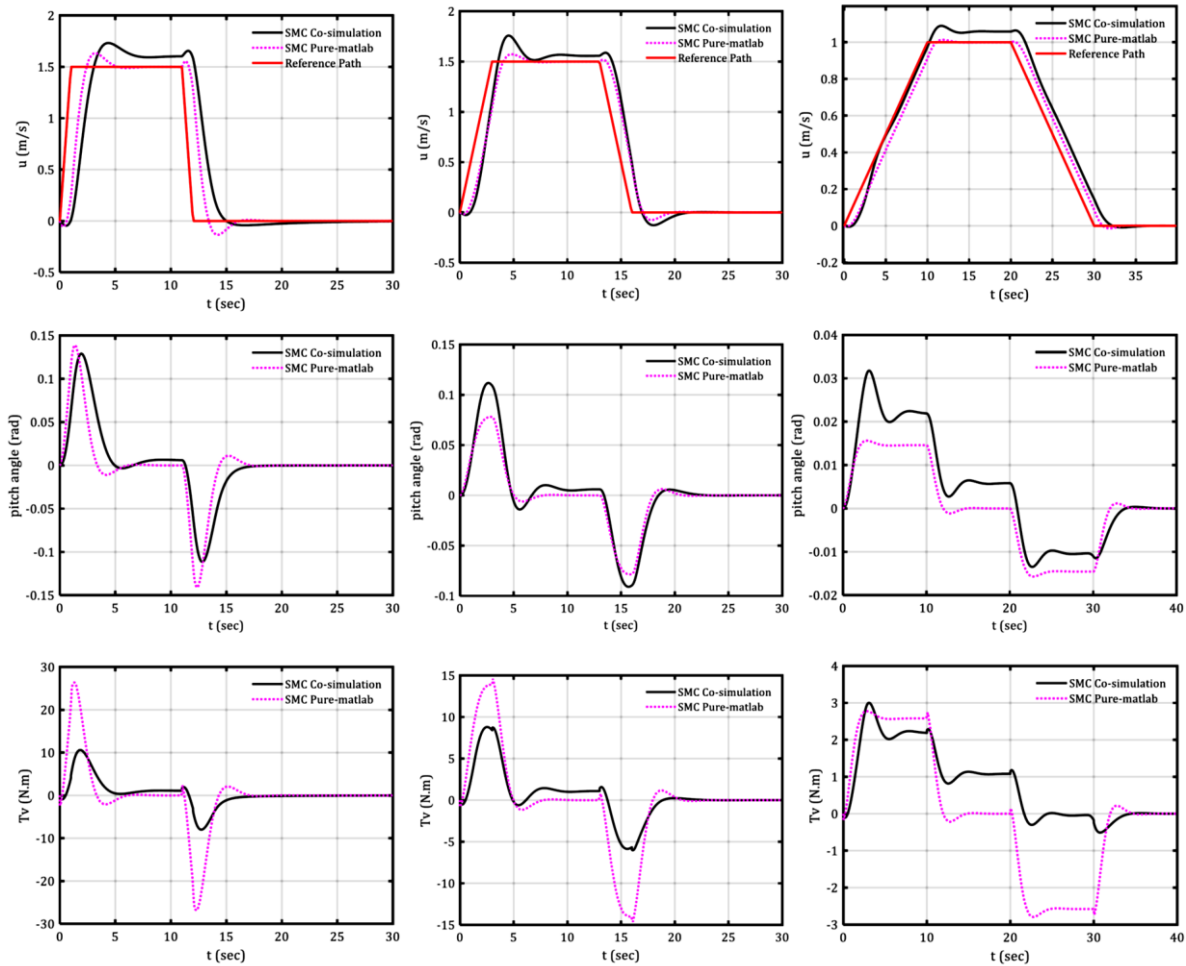 SMC Co-simulation
SMC Pure-matlab
Reference Path
2
1.5
1
0.5
0
-0.5
u (m/s)
0 5 10 15 20 25 30
t (sec)
SMC Co-simulation
SMC Pure-matlab
Reference Path
2
1.5
1
0.5
0
-0.5
u (m/s)
0 5 10 15 20 25 30
t (sec)
SMC Co-simulation
SMC Pure-matlab
Reference Path
1
0.8
0.6
0.4
0.2
0
-0.2
u (m/s)
0 5 10 15 20 25 30 35
t (sec)
SMC Co-simulation
SMC Pure-matlab
0.15
0.1
0.05
0
-0.05
-0.1
-0.15
pitch angle (rad)
0 5 10 15 20 25 30
t (sec)
SMC Co-simulation
SMC Pure-matlab
0.15
0.1
0.05
0
-0.05
0.1
pitch angle (rad)
0 5 10 15 20 25 30
t (sec)
SMC Co-simulation
SMC Pure-matlab
0.04
0.03
0.02
0.01
0
-0.01
-0.02
pitch angle (rad)
0 10 20 30 40
t (sec)
SMC Co-simulation
SMC Pure-matlab
30
20
10
0
-10
-20
-30
Tv (N.m)
0 5 10 15 20 25 30
t (sec)
SMC Co-simulation
SMC Pure-matlab
15
10
5
0
-5
-10
-15
Tv (N.m)
0 5 10 15 20 25 30
t (sec)
SMC Co-simulation
SMC Pure-matlab
4
3
2
1
0
-1
-2
-3
Tv (N.m)
0 10 20 30 40
t (sec)